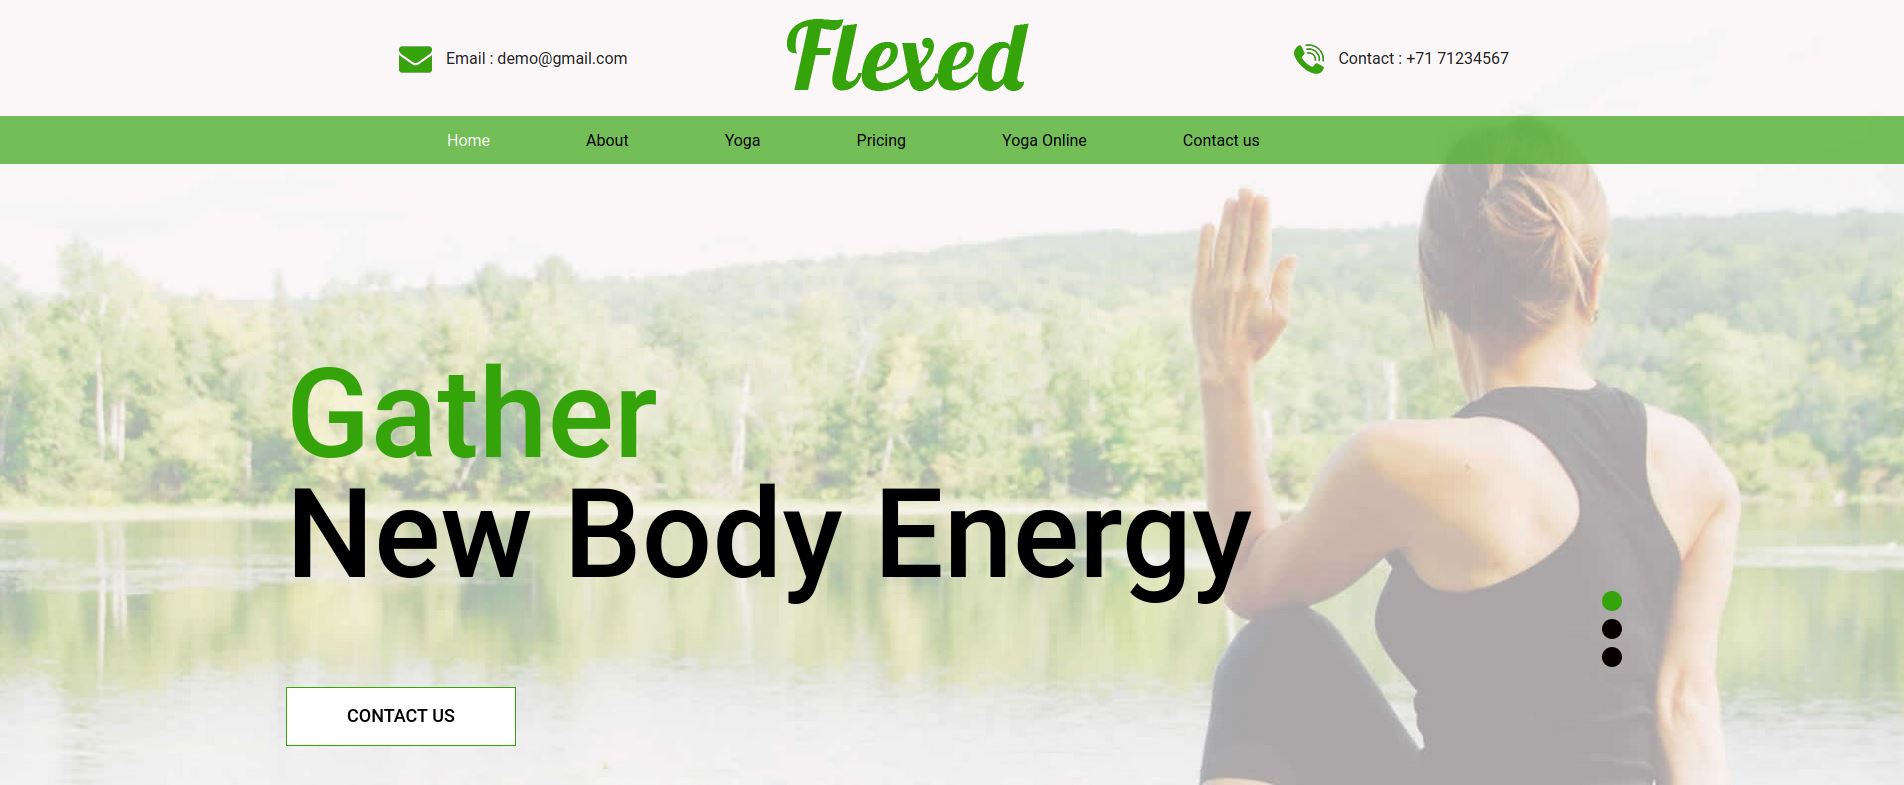 Email : demo@gmail.com
Flexed
Contact : +71 71234567
Home About Yoga Pricing Yoga Online Contact us
Gather
New Body Energy
CONTACT US